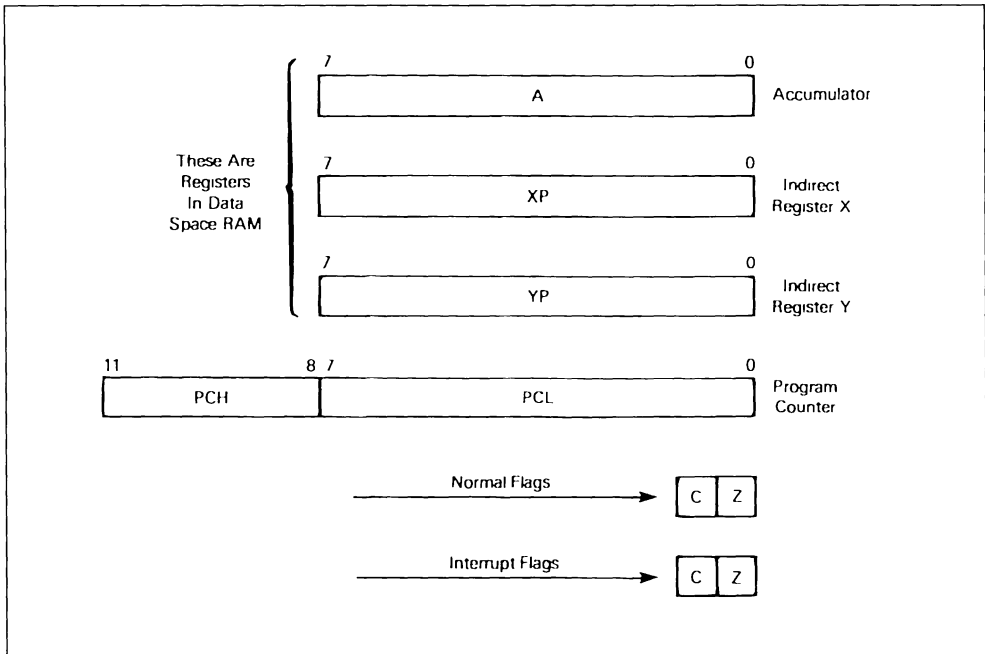 7 0
A
Accumulator
These Are
Registers
In Data
Space RAM
7 0
XP
Indirect
Register X
7 0
YP
Indirect
Register Y
11 8 7 0
PCH PCL
Program
Counter
Normal Flags
C Z
Interrupt Flags
C Z